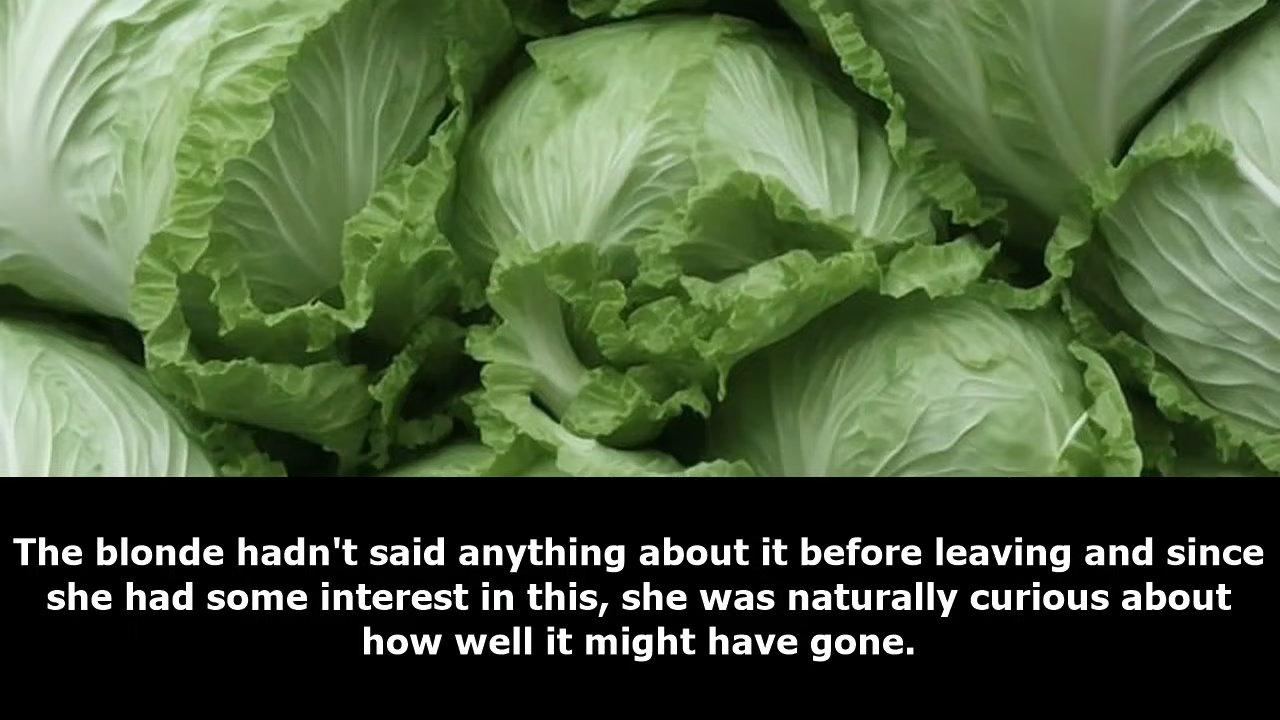 The blonde hadn't said anything about it before leaving and since
she had some interest in this, she was naturally curious about
how well it might have gone.